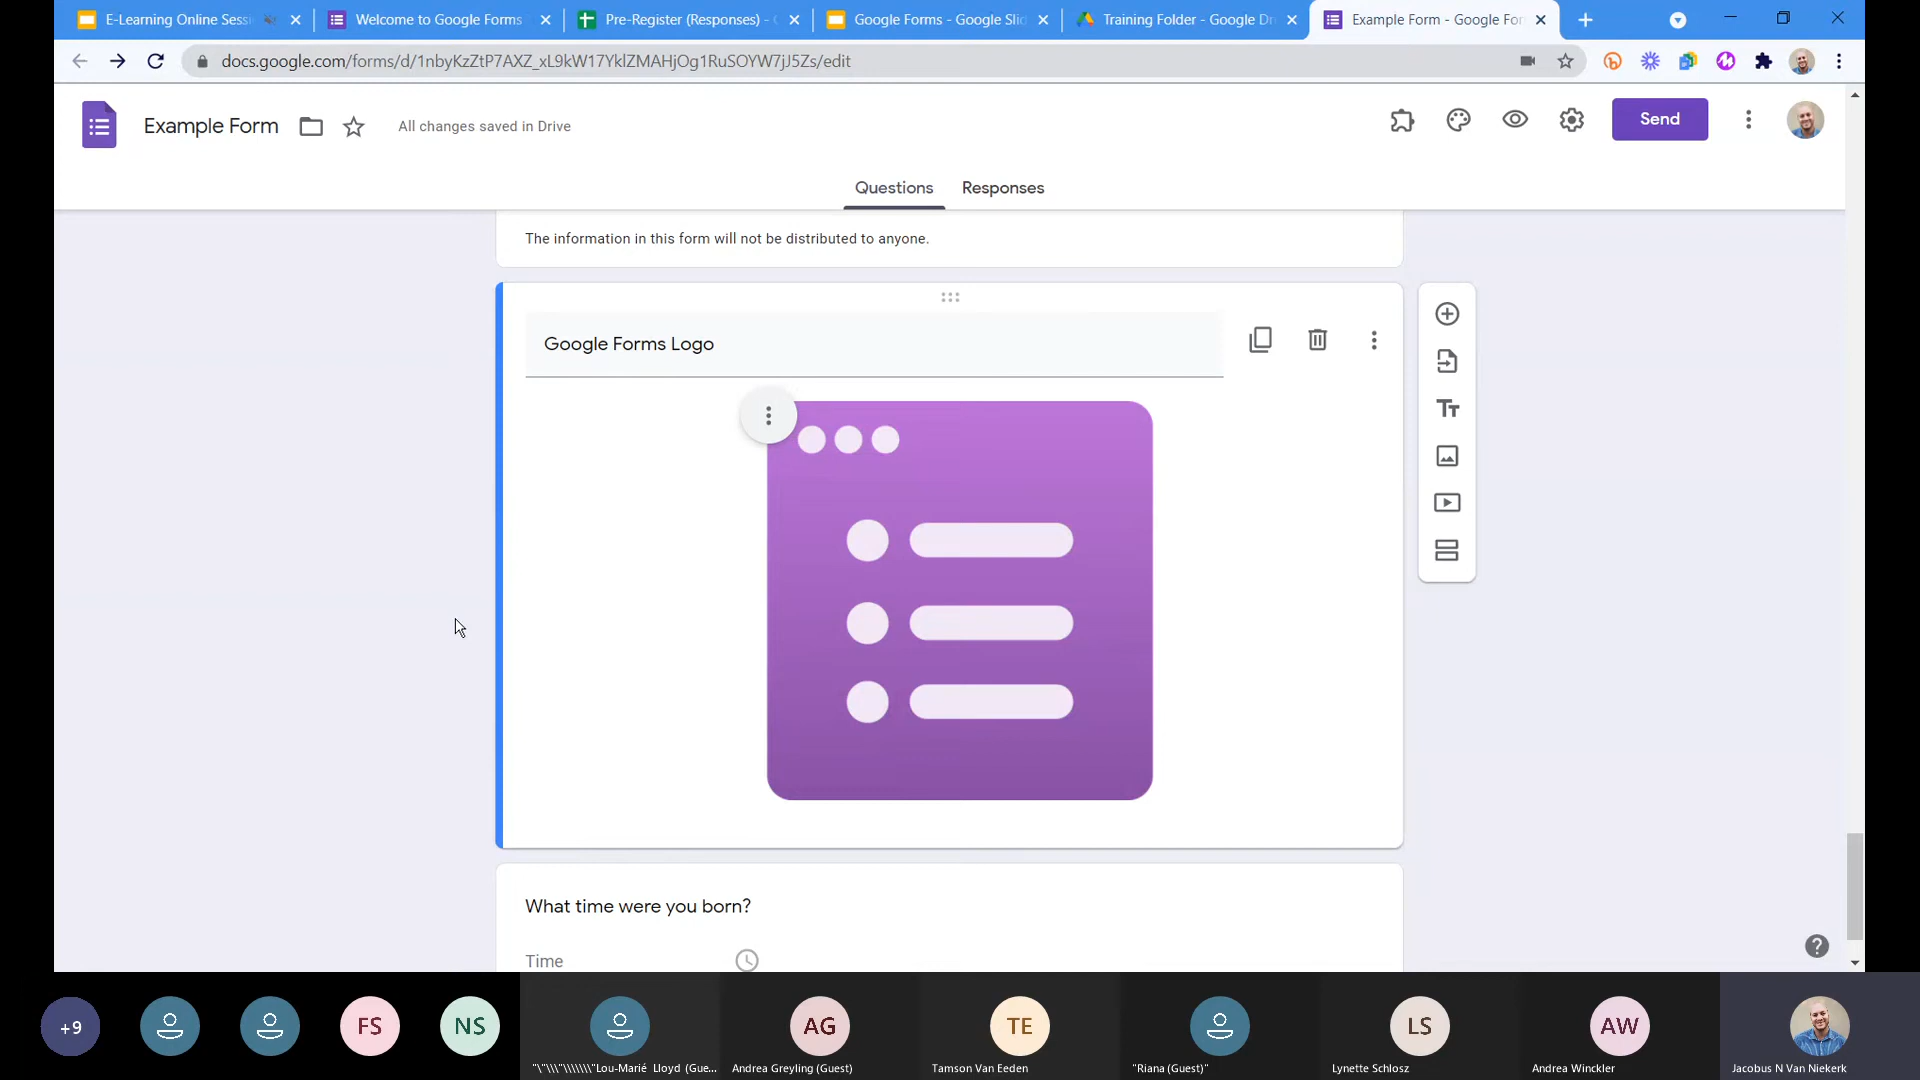 E-Learning Online Sess
Welcome to Google Forms
Pre-Register (Responses) -
Google Forms - Google Slid
Training Folder - Google Dr
Example Form - Google For
docs.google.com/forms/d/1nbyKzZtP7AXZ_xL9kW17YklZMAHjOg1RuSOYW7jJ5Zs/edit
Example Form
All changes saved in Drive
Send
Questions
Responses
The information in this form will not be distributed to anyone.
Google Forms Logo
What time were you born?
Time
+9
FS
NS
AG
TE
LS
AW
"\"\\\"\\\\\\\"Lou-Marié Lloyd (Gue...
Andrea Greyling (Guest)
Tamson Van Eeden
"Riana (Guest)"
Lynette Schlosz
Andrea Winckler
Jacobus N Van Niekerk